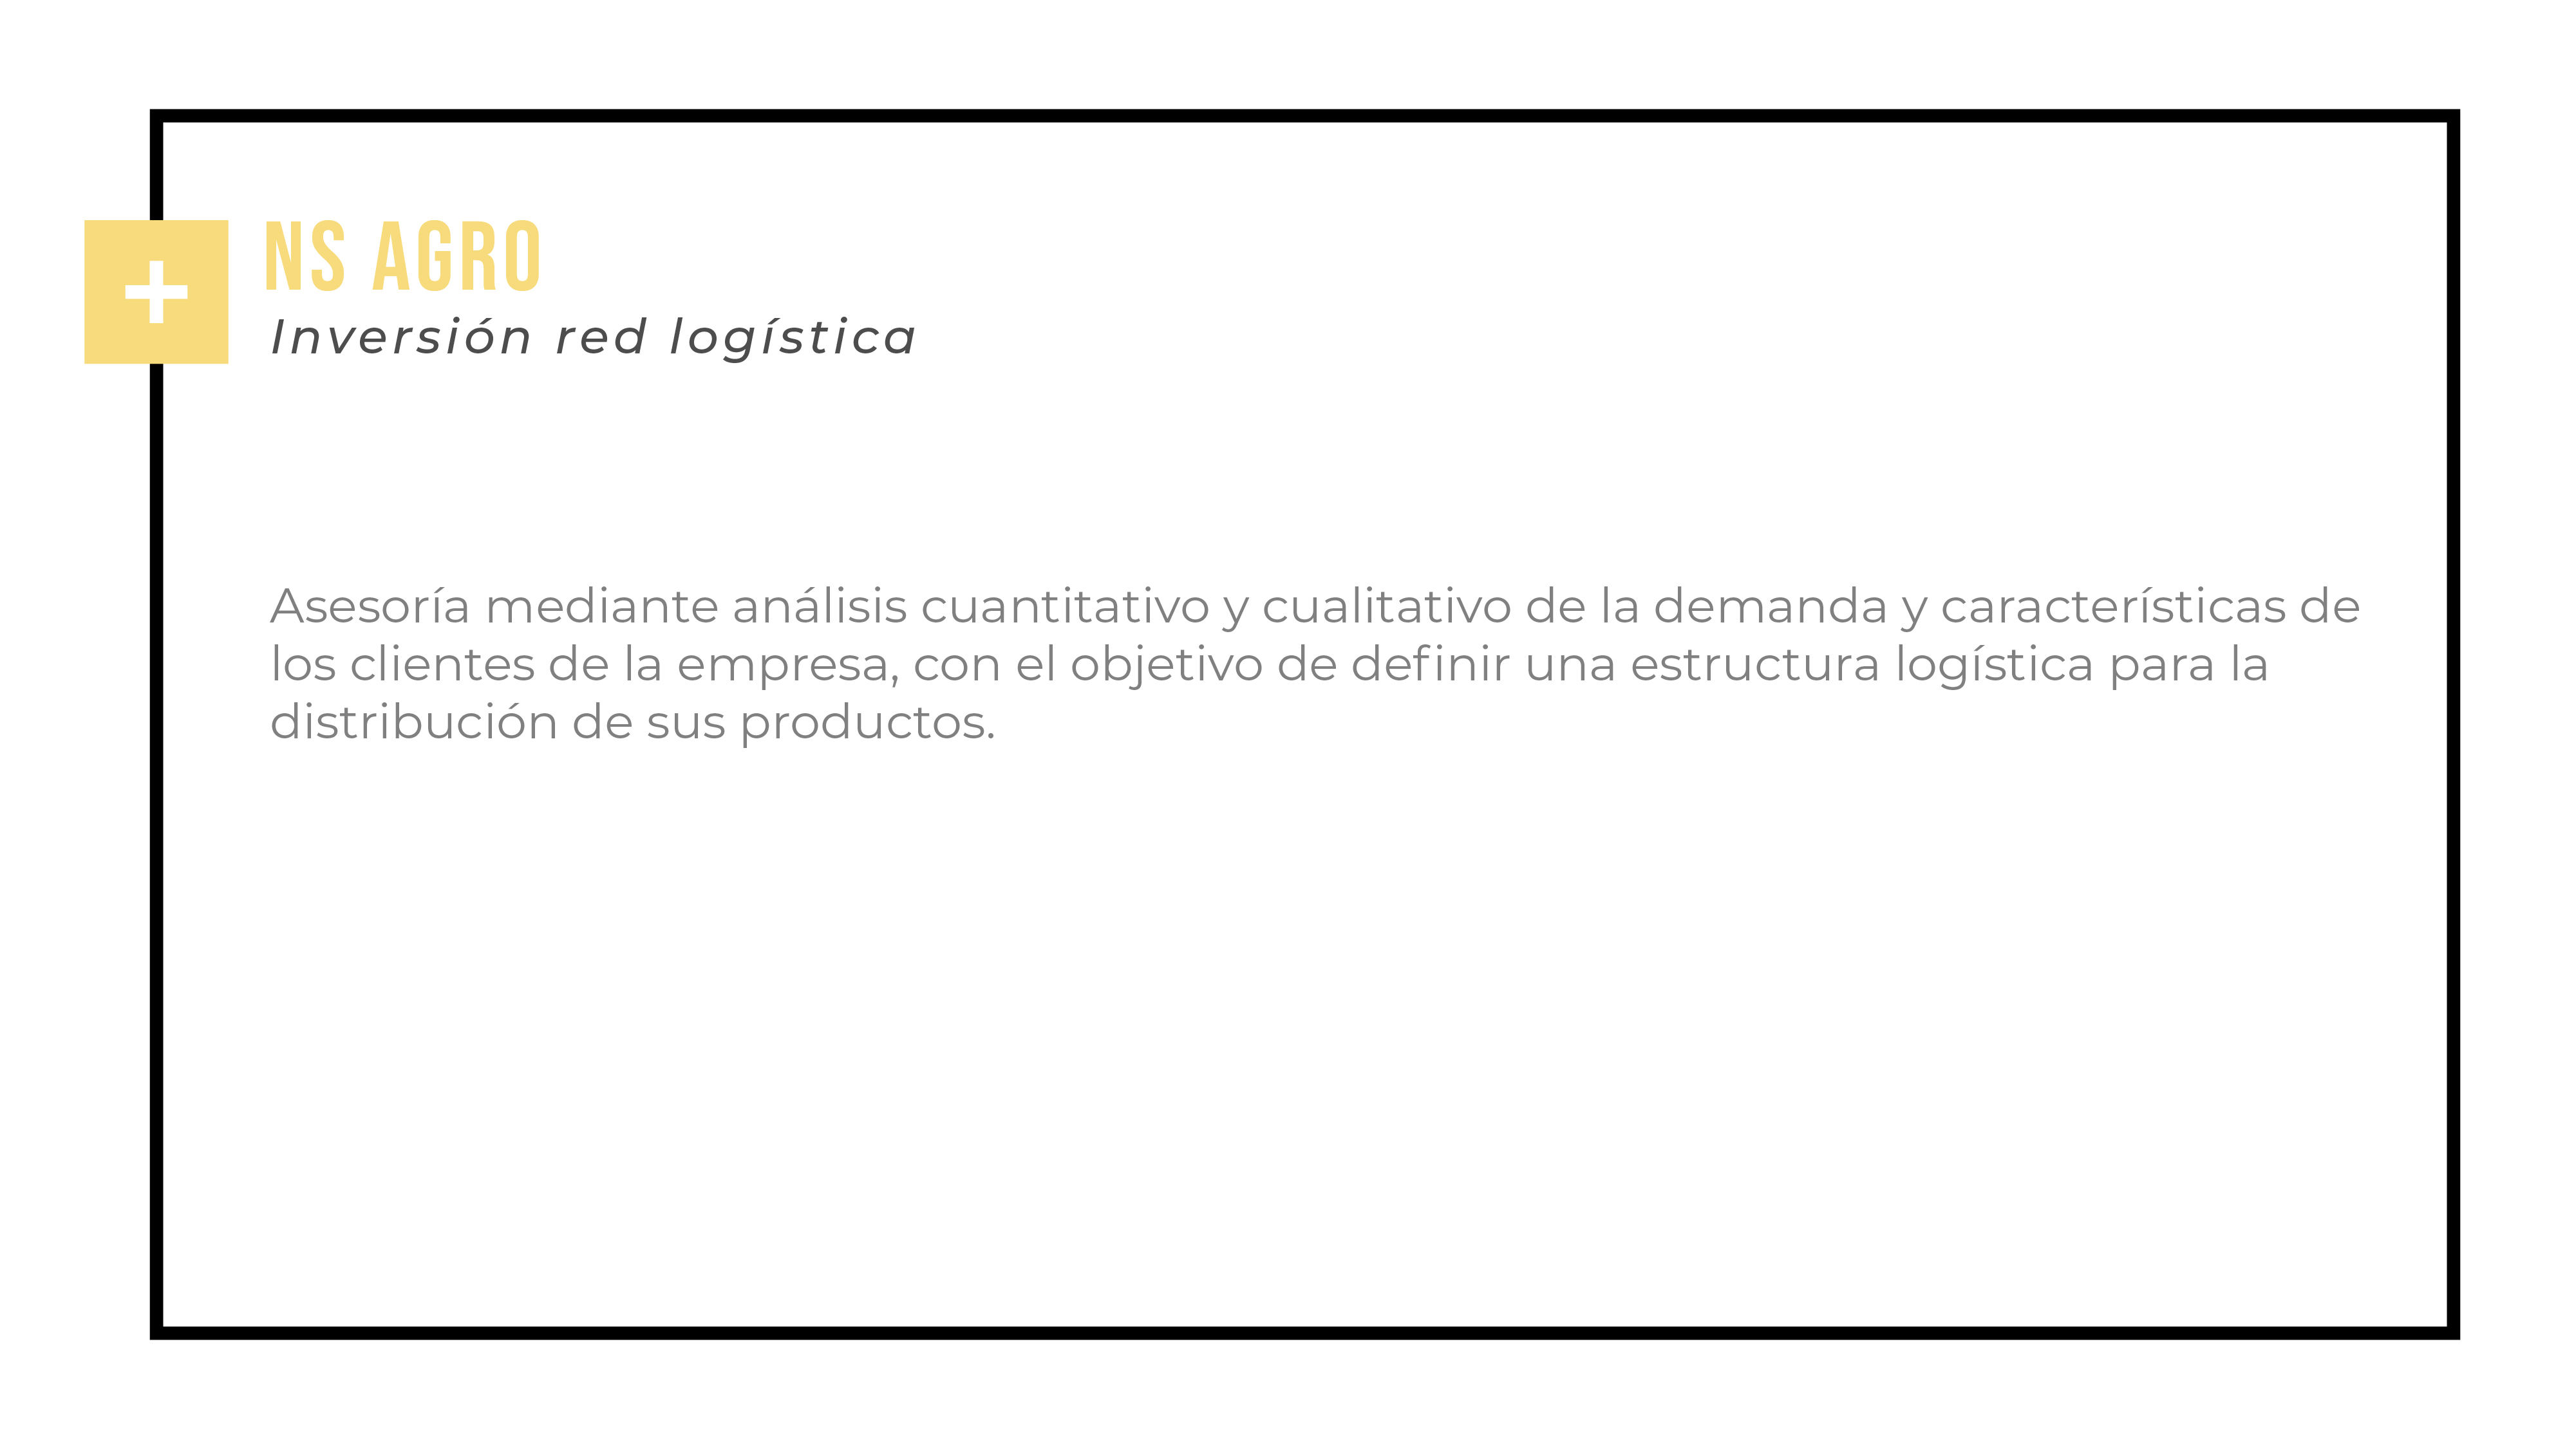 NS AGRO
Inversión red logística
Asesoría mediante análisis cuantitativo y cualitativo de la demanda y características de
los clientes de la empresa, con el objetivo de definir una estructura logística para la
distribución de sus productos.